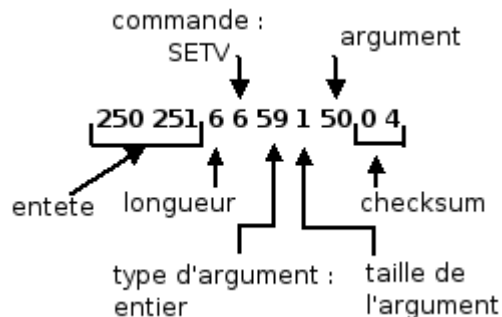 commande :
SETV
argument
250 251 6 6 59 1 50 0 4
entete
longueur
checksum
type d'argument :
entier
taille de
l'argument